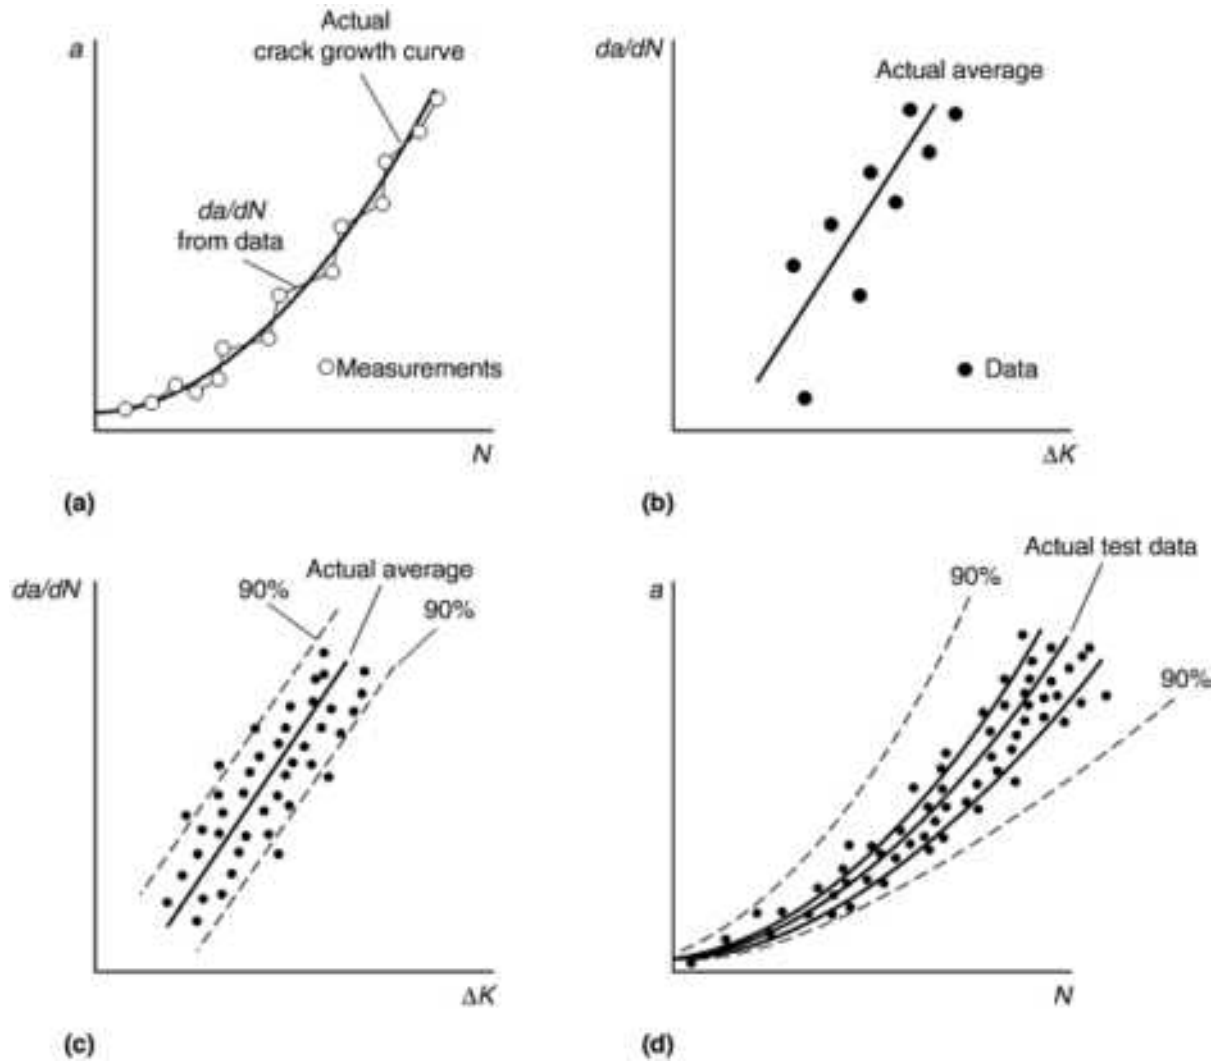 Actual
crack growth curve
a
da/dN
from data
Measurements
N
(a)
da/dN
Actual average
Data
ΔK
(b)
da/dN
90%
Actual average
90%
ΔK
(c)
a
90%
Actual test data
90%
N
(d)